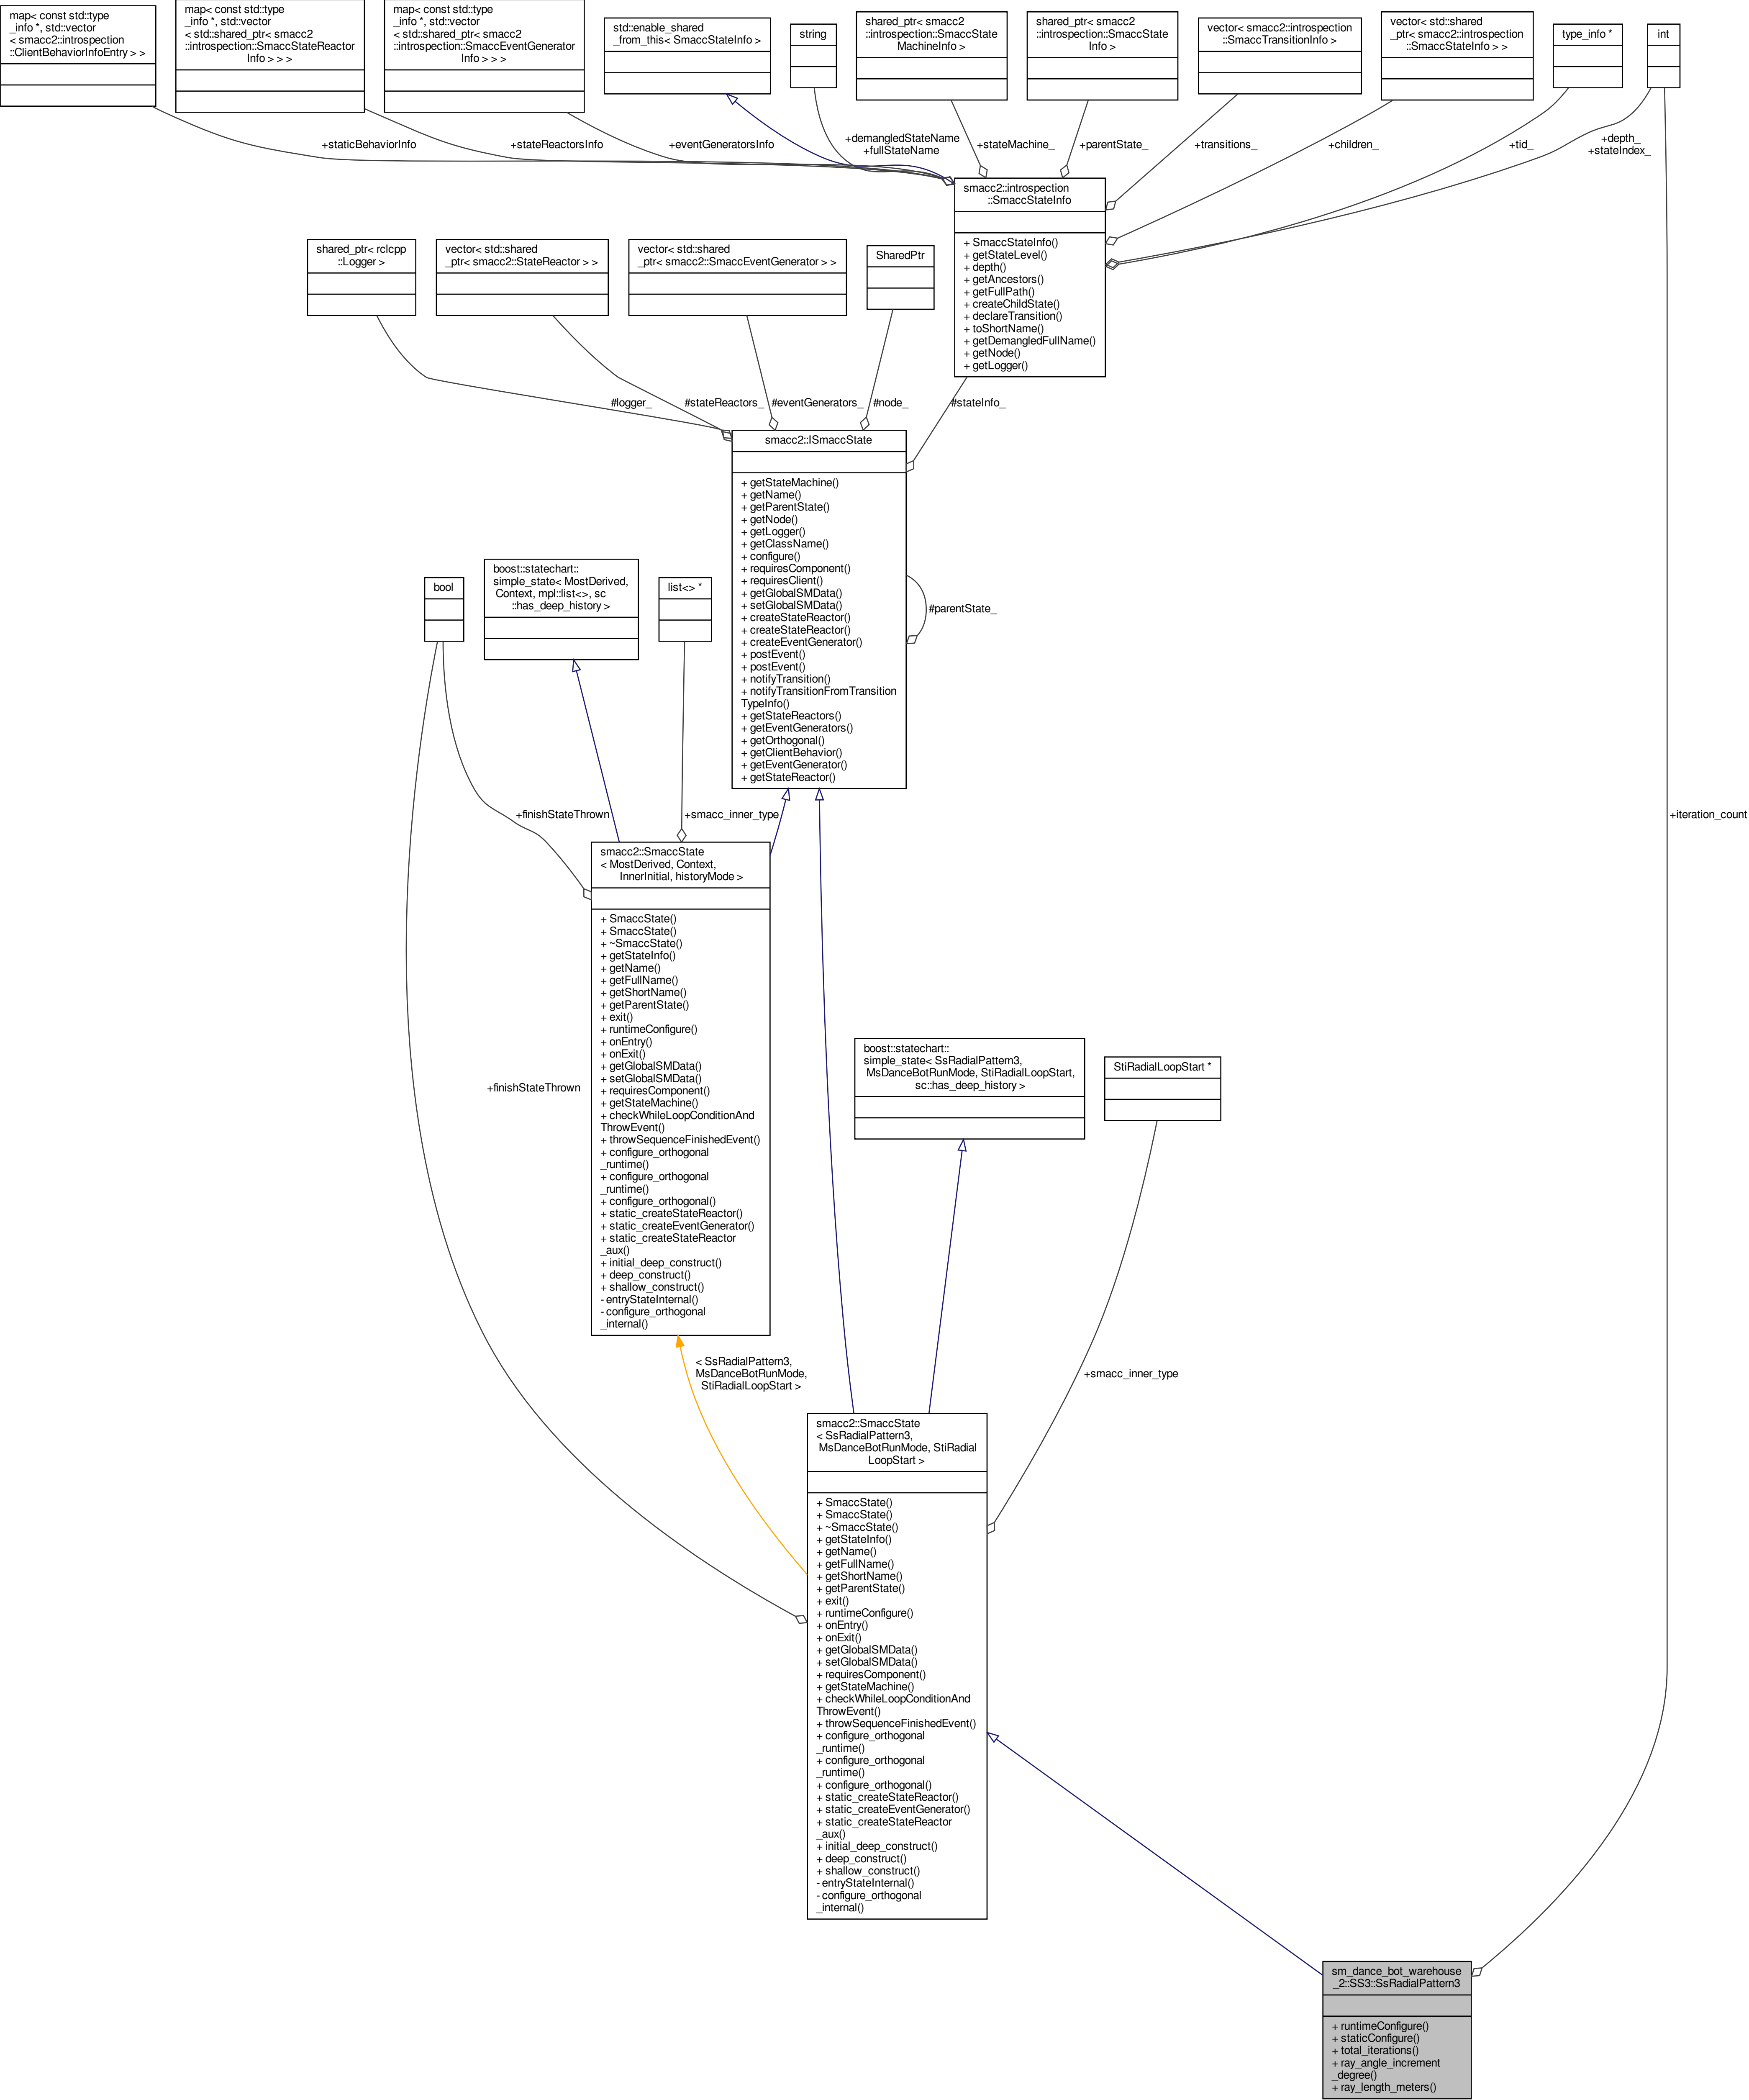 map< const std::type
_info *, std::vector
< smacc2::introspection
::ClientBehaviorInfoEntry > >
map< const std::type
_info *, std::vector
< std::shared_ptr< smacc2
::introspection::SmaccStateReactor
Info > > >
map< const std::type
_info *, std::vector
< std::shared_ptr< smacc2
::introspection::SmaccEventGenerator
Info > > >
std::enable_shared
_from_this< SmaccStateInfo >
string
shared_ptr< smacc2
::introspection::SmaccState
MachineInfo >
shared_ptr< smacc2
::introspection::SmaccState
Info >
vector< smacc2::introspection
::SmaccTransitionInfo >
vector< std::shared
_ptr< smacc2::introspection
::SmaccStateInfo > >
type_info *
int
+staticBehaviorInfo
+stateReactorsInfo
+eventGeneratorsInfo
+demangledStateName
+fullStateName
+stateMachine_
+parentState_
+transitions_
+children_
+tid_
+depth_
+stateIndex_
smacc2::introspection
::SmaccStateInfo
+ SmaccStateInfo()
+ getStateLevel()
+ depth()
+ getAncestors()
+ getFullPath()
+ createChildState()
+ declareTransition()
+ toShortName()
+ getDemangledFullName()
+ getNode()
+ getLogger()
shared_ptr< rclcpp
::Logger >
vector< std::shared
_ptr< smacc2::StateReactor > >
vector< std::shared
_ptr< smacc2::SmaccEventGenerator > >
SharedPtr
#logger_
#stateReactors_
#eventGenerators_
#node_
#stateInfo_
smacc2::ISmaccState
+ getStateMachine()
+ getName()
+ getParentState()
+ getNode()
+ getLogger()
+ getClassName()
+ configure()
+ requiresComponent()
+ requiresClient()
+ getGlobalSMData()
+ setGlobalSMData()
+ createStateReactor()
+ createStateReactor()
+ createEventGenerator()
+ postEvent()
+ postEvent()
+ notifyTransition()
+ notifyTransitionFromTransition
TypeInfo()
+ getStateReactors()
+ getEventGenerators()
+ getOrthogonal()
+ getClientBehavior()
+ getEventGenerator()
+ getStateReactor()
#parentState_
bool
boost::statechart::
simple_state< MostDerived,
Context, mpl::list<>, sc
::has_deep_history >
list<> *
+finishStateThrown
+smacc_inner_type
+iteration_count
smacc2::SmaccState
< MostDerived, Context,
InnerInitial, historyMode >
+ SmaccState()
+ SmaccState()
+ ~SmaccState()
+ getStateInfo()
+ getName()
+ getFullName()
+ getShortName()
+ getParentState()
+ exit()
+ runtimeConfigure()
+ onEntry()
+ onExit()
+ getGlobalSMData()
+ setGlobalSMData()
+ requiresComponent()
+ getStateMachine()
+ checkWhileLoopConditionAnd
ThrowEvent()
+ throwSequenceFinishedEvent()
+ configure_orthogonal
_runtime()
+ configure_orthogonal
_runtime()
+ configure_orthogonal()
+ static_createStateReactor()
+ static_createEventGenerator()
+ static_createStateReactor
_aux()
+ initial_deep_construct()
+ deep_construct()
+ shallow_construct()
- entryStateInternal()
- configure_orthogonal
_internal()
+finishStateThrown
boost::statechart::
simple_state< SsRadialPattern3,
MsDanceBotRunMode, StiRadialLoopStart,
sc::has_deep_history >
StiRadialLoopStart *
< SsRadialPattern3,
MsDanceBotRunMode,
StiRadialLoopStart >
+smacc_inner_type
smacc2::SmaccState
< SsRadialPattern3,
MsDanceBotRunMode, StiRadial
LoopStart >
+ SmaccState()
+ SmaccState()
+ ~SmaccState()
+ getStateInfo()
+ getName()
+ getFullName()
+ getShortName()
+ getParentState()
+ exit()
+ runtimeConfigure()
+ onEntry()
+ onExit()
+ getGlobalSMData()
+ setGlobalSMData()
+ requiresComponent()
+ getStateMachine()
+ checkWhileLoopConditionAnd
ThrowEvent()
+ throwSequenceFinishedEvent()
+ configure_orthogonal
_runtime()
+ configure_orthogonal
_runtime()
+ configure_orthogonal()
+ static_createStateReactor()
+ static_createEventGenerator()
+ static_createStateReactor
_aux()
+ initial_deep_construct()
+ deep_construct()
+ shallow_construct()
- entryStateInternal()
- configure_orthogonal
_internal()
sm_dance_bot_warehouse
_2::SS3::SsRadialPattern3
+ runtimeConfigure()
+ staticConfigure()
+ total_iterations()
+ ray_angle_increment
_degree()
+ ray_length_meters()